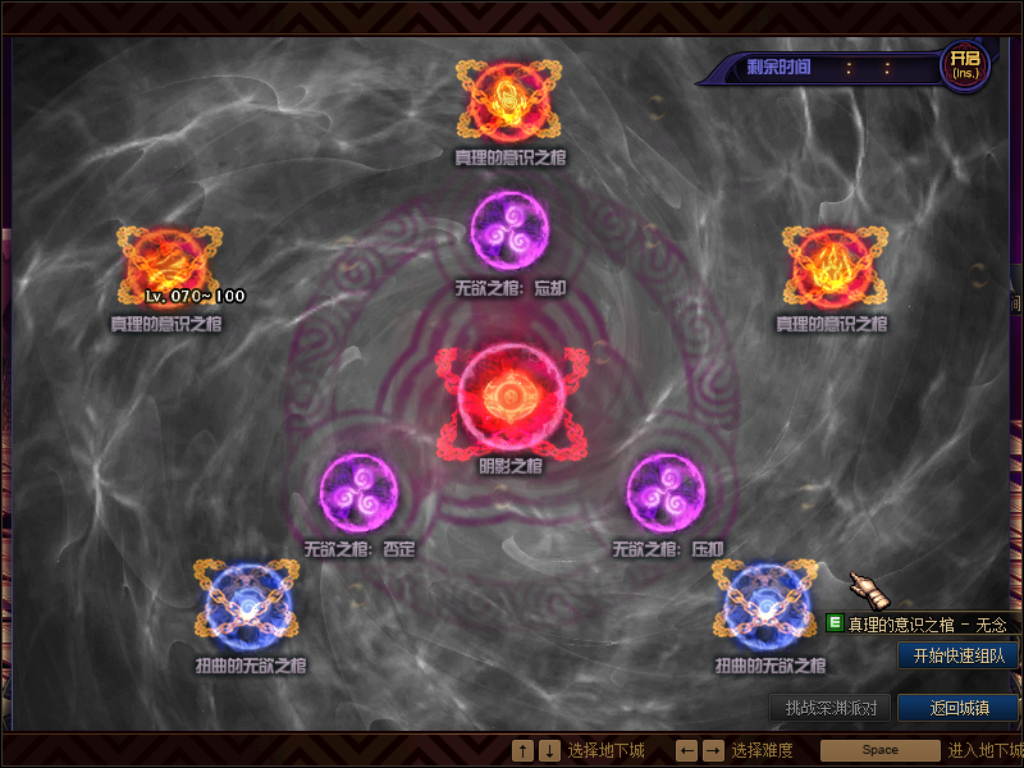 剩余时间 : :
开启
(Ins.)
真理的意识之棺
无欲之棺：忘却
Lv. 070~100
真理的意识之棺
真理的意识之棺
阴影之棺
无欲之棺：否定
无欲之棺：压抑
E 真理的意识之棺 - 无念
扭曲的无欲之棺
扭曲的无欲之棺
开始快速组队
挑战深渊派对
返回城镇
↑ ↓ 选择地下城 ← → 选择难度 Space 进入地下城